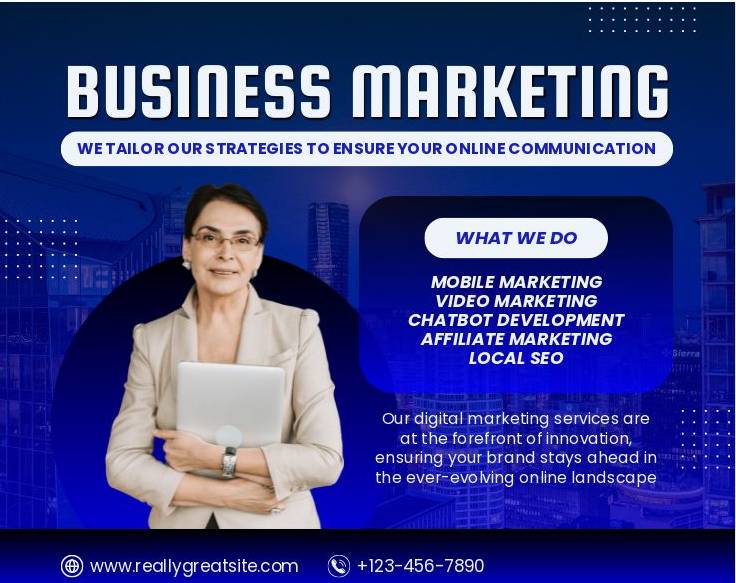 BUSINESS MARKETING
WE TAILOR OUR STRATEGIES TO ENSURE YOUR ONLINE COMMUNICATION
WHAT WE DO
MOBILE MARKETING
VIDEO MARKETING
CHATBOT DEVELOPMENT
AFFILIATE MARKETING
LOCAL SEO
Sierra
Our digital marketing services are
at the forefront of innovation,
ensuring your brand stays ahead in
the ever-evolving online landscape
www.reallygreatsite.com
+123-456-7890